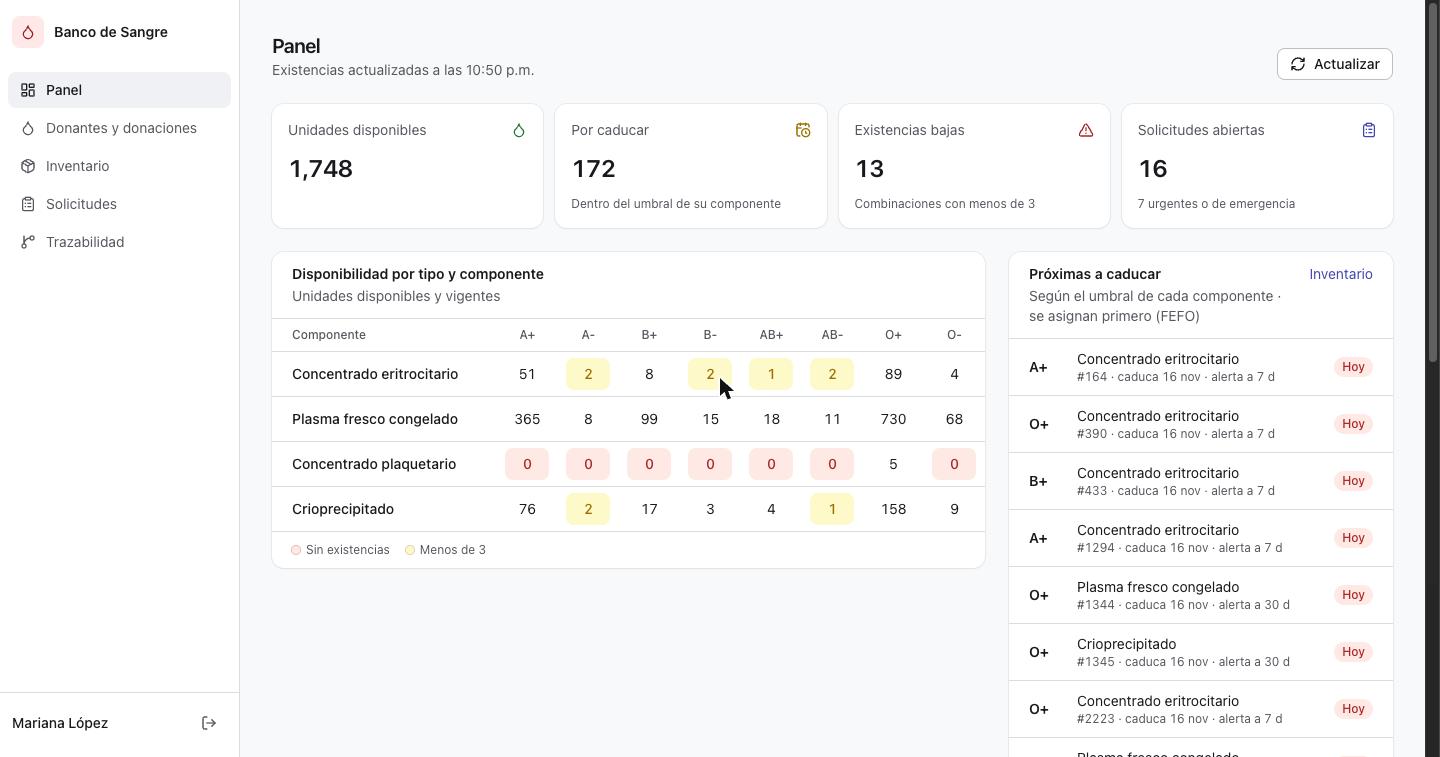 Banco de Sangre
Panel
Donantes y donaciones
Inventario
Solicitudes
Trazabilidad
Mariana López
Panel
Existencias actualizadas a las 10:50 p.m.
Actualizar
Unidades disponibles
1,748
Por caducar
172
Dentro del umbral de su componente
Existencias bajas
13
Combinaciones con menos de 3
Solicitudes abiertas
16
7 urgentes o de emergencia
Disponibilidad por tipo y componente
Unidades disponibles y vigentes
Componente A+ A- B+ B- AB+ AB- O+ O-
Concentrado eritrocitario 51 2 8 2 1 2 89 4
Plasma fresco congelado 365 8 99 15 18 11 730 68
Concentrado plaquetario 0 0 0 0 0 0 5 0
Crioprecipitado 76 2 17 3 4 1 158 9
Sin existencias Menos de 3
Próximas a caducar Inventario
Según el umbral de cada componente ·
se asignan primero (FEFO)
A+ Concentrado eritrocitario Hoy
#164 · caduca 16 nov · alerta a 7 d
O+ Concentrado eritrocitario Hoy
#390 · caduca 16 nov · alerta a 7 d
B+ Concentrado eritrocitario Hoy
#433 · caduca 16 nov · alerta a 7 d
A+ Concentrado eritrocitario Hoy
#1294 · caduca 16 nov · alerta a 7 d
O+ Plasma fresco congelado Hoy
#1344 · caduca 16 nov · alerta a 30 d
O+ Crioprecipitado Hoy
#1345 · caduca 16 nov · alerta a 30 d
O+ Concentrado eritrocitario Hoy
#2223 · caduca 16 nov · alerta a 7 d
Plasma fresco congelado